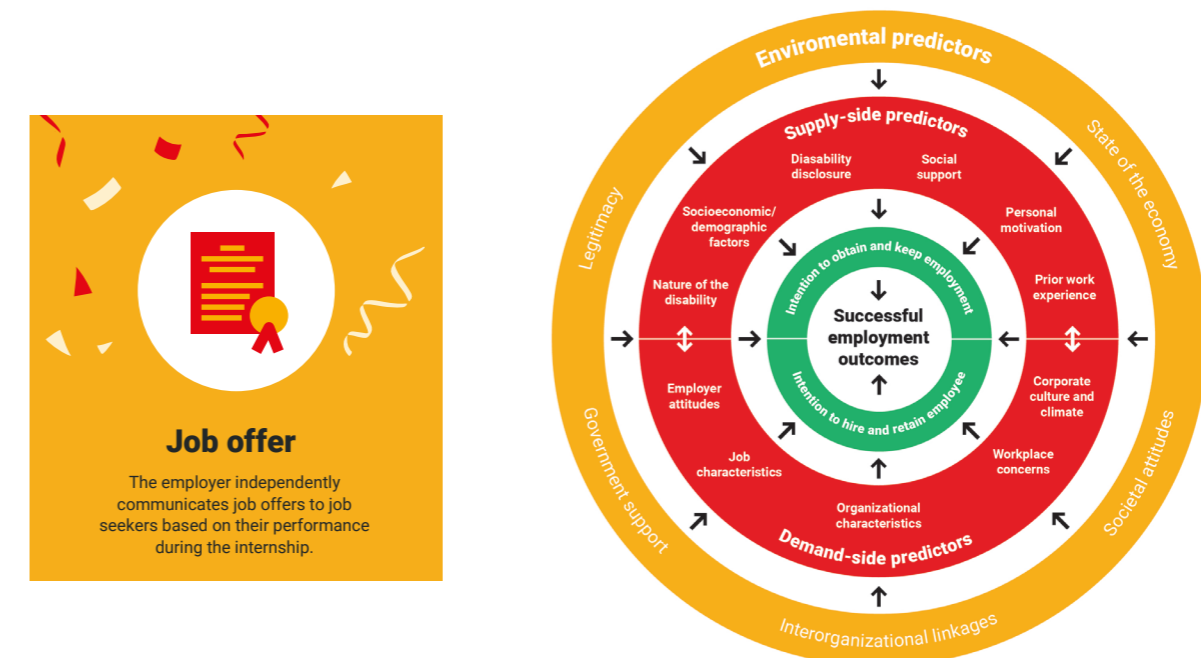 Job offer
The employer independently
communicates job offers to job
seekers based on their performance
during the internship.
Enviromental predictors
Legitimacy
State of the economy
Government support
Societal attitudes
Interorganizational linkages
Supply-side predictors
Diasability
disclosure
Social
support
Socioeconomic/
demographic
factors
Personal
motivation
Nature of the
disability
Prior work
experience
Intention to obtain and keep employment
Successful
employment
outcomes
Intention to hire and retain employee
Employer
attitudes
Corporate
culture and
climate
Job
characteristics
Workplace
concerns
Organizational
characteristics
Demand-side predictors